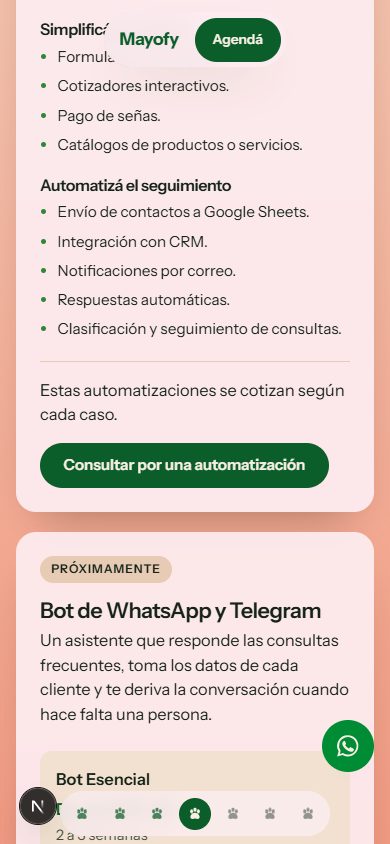 Mayofy
Agendá
Cotizadores interactivos.
Pago de señas.
Catálogos de productos o servicios.
Automatizá el seguimiento
Envío de contactos a Google Sheets.
Integración con CRM.
Notificaciones por correo.
Respuestas automáticas.
Clasificación y seguimiento de consultas.
Estas automatizaciones se cotizan según
cada caso.
Consultar por una automatización
PRÓXIMAMENTE
Bot de WhatsApp y Telegram
Un asistente que responde las consultas
frecuentes, toma los datos de cada
cliente y te deriva la conversación cuando
hace falta una persona.
Bot Esencial
N
2 a 3 semanas